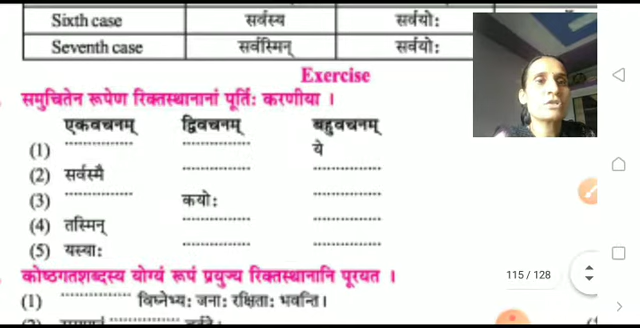 Sixth case सर्वस्य सर्वयोः
Seventh case सर्वस्मिन् सर्वयोः
Exercise
समुचितेन रूपेण रिक्तस्थानानां पूर्तिः करणीया ।
एकवचनम् द्विवचनम् बहुवचनम्
(1) .............. .............. ये
(2) सर्वस्मै .............. ..............
(3) .............. कयोः ..............
(4) तस्मिन् .............. ..............
(5) यस्याः .............. ..............
कोष्ठगतशब्दस्य योग्यं रूपं प्रयुज्य रिक्तस्थानानि पूरयत ।
(1) .............. विघ्नेभ्यः जनाः रक्षिताः भवन्ति।
115 / 128